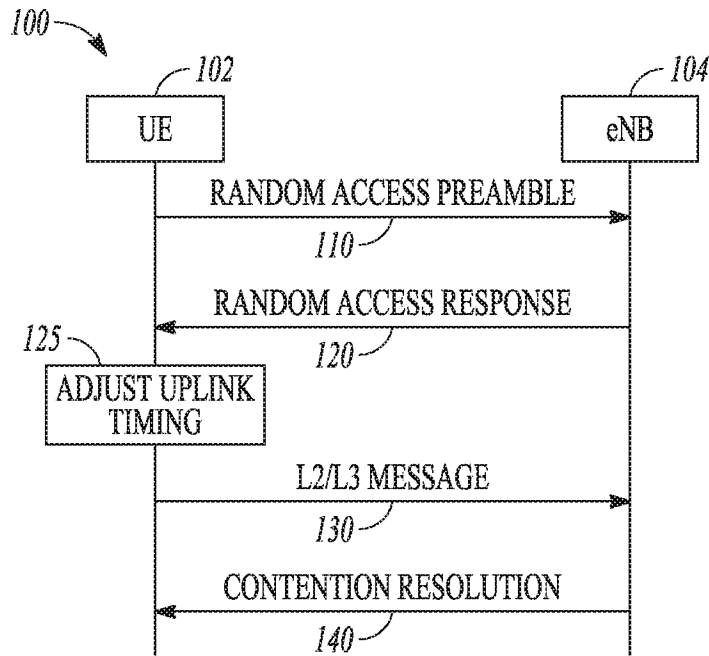 100
102
104
UE
eNB
RANDOM ACCESS PREAMBLE
110
RANDOM ACCESS RESPONSE
120
125
ADJUST UPLINK
TIMING
L2/L3 MESSAGE
130
CONTENTION RESOLUTION
140